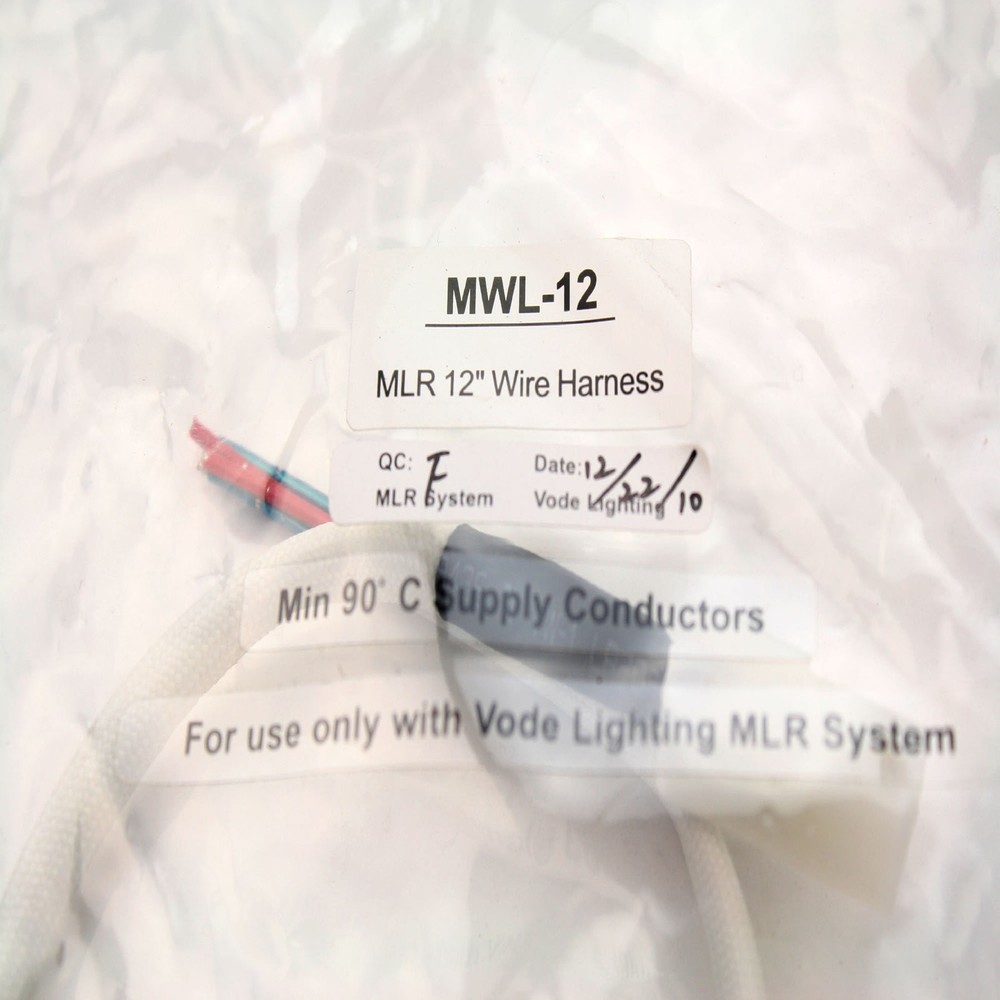 MWL-12
MLR 12" Wire Harness
QC: F Date: 12/22/10
MLR System Vode Lighting
Min 90° C Supply Conductors
For use only with Vode Lighting MLR System